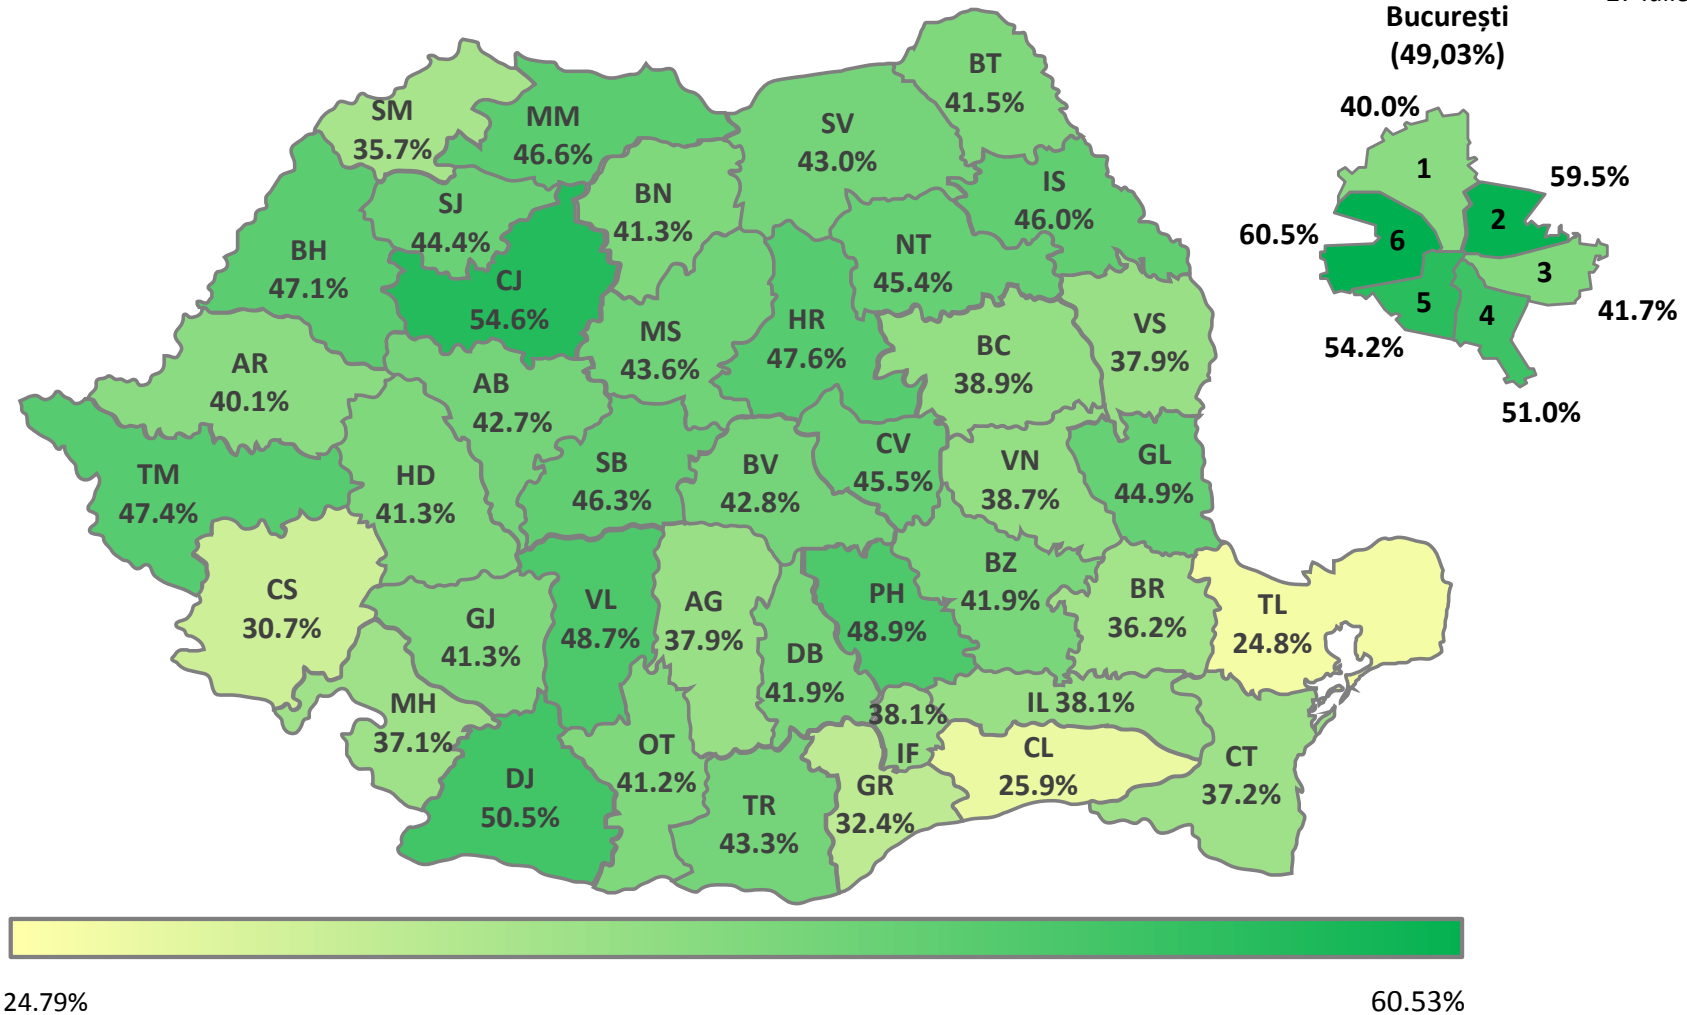 București
(49,03%)
40.0%
1
59.5%
2
60.5%
6
3
41.7%
5
4
54.2%
51.0%
BT
41.5%
SM
35.7%
MM
46.6%
SV
43.0%
IS
46.0%
BN
41.3%
SJ
44.4%
BH
47.1%
NT
45.4%
CJ
54.6%
VS
37.9%
HR
47.6%
MS
43.6%
BC
38.9%
AR
40.1%
AB
42.7%
CV
45.5%
GL
44.9%
VN
38.7%
SB
46.3%
BV
42.8%
TM
47.4%
HD
41.3%
BZ
41.9%
CS
30.7%
VL
48.7%
AG
37.9%
PH
48.9%
BR
36.2%
TL
24.8%
GJ
41.3%
DB
41.9%
MH
37.1%
38.1%
IF
IL 38.1%
OT
41.2%
CL
25.9%
CT
37.2%
DJ
50.5%
GR
32.4%
TR
43.3%
24.79%
60.53%